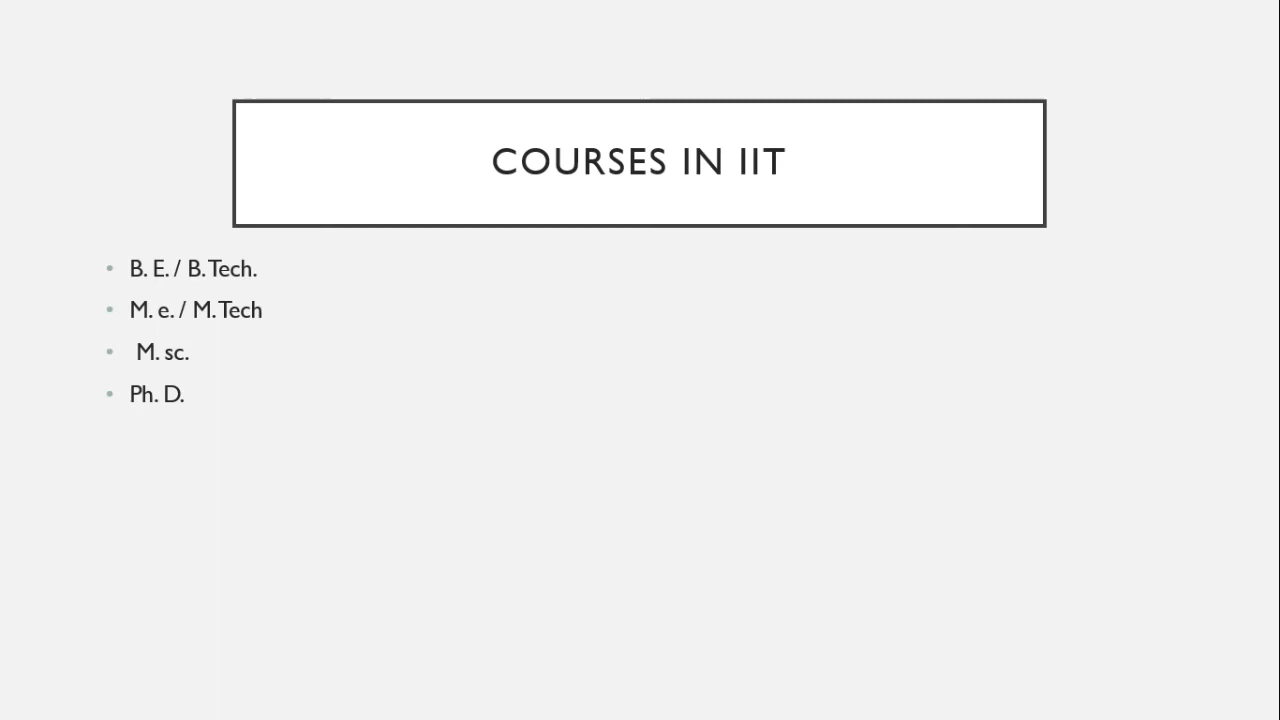 COURSES IN IIT
• B. E. / B. Tech.
• M. e. / M. Tech
• M. sc.
• Ph. D.